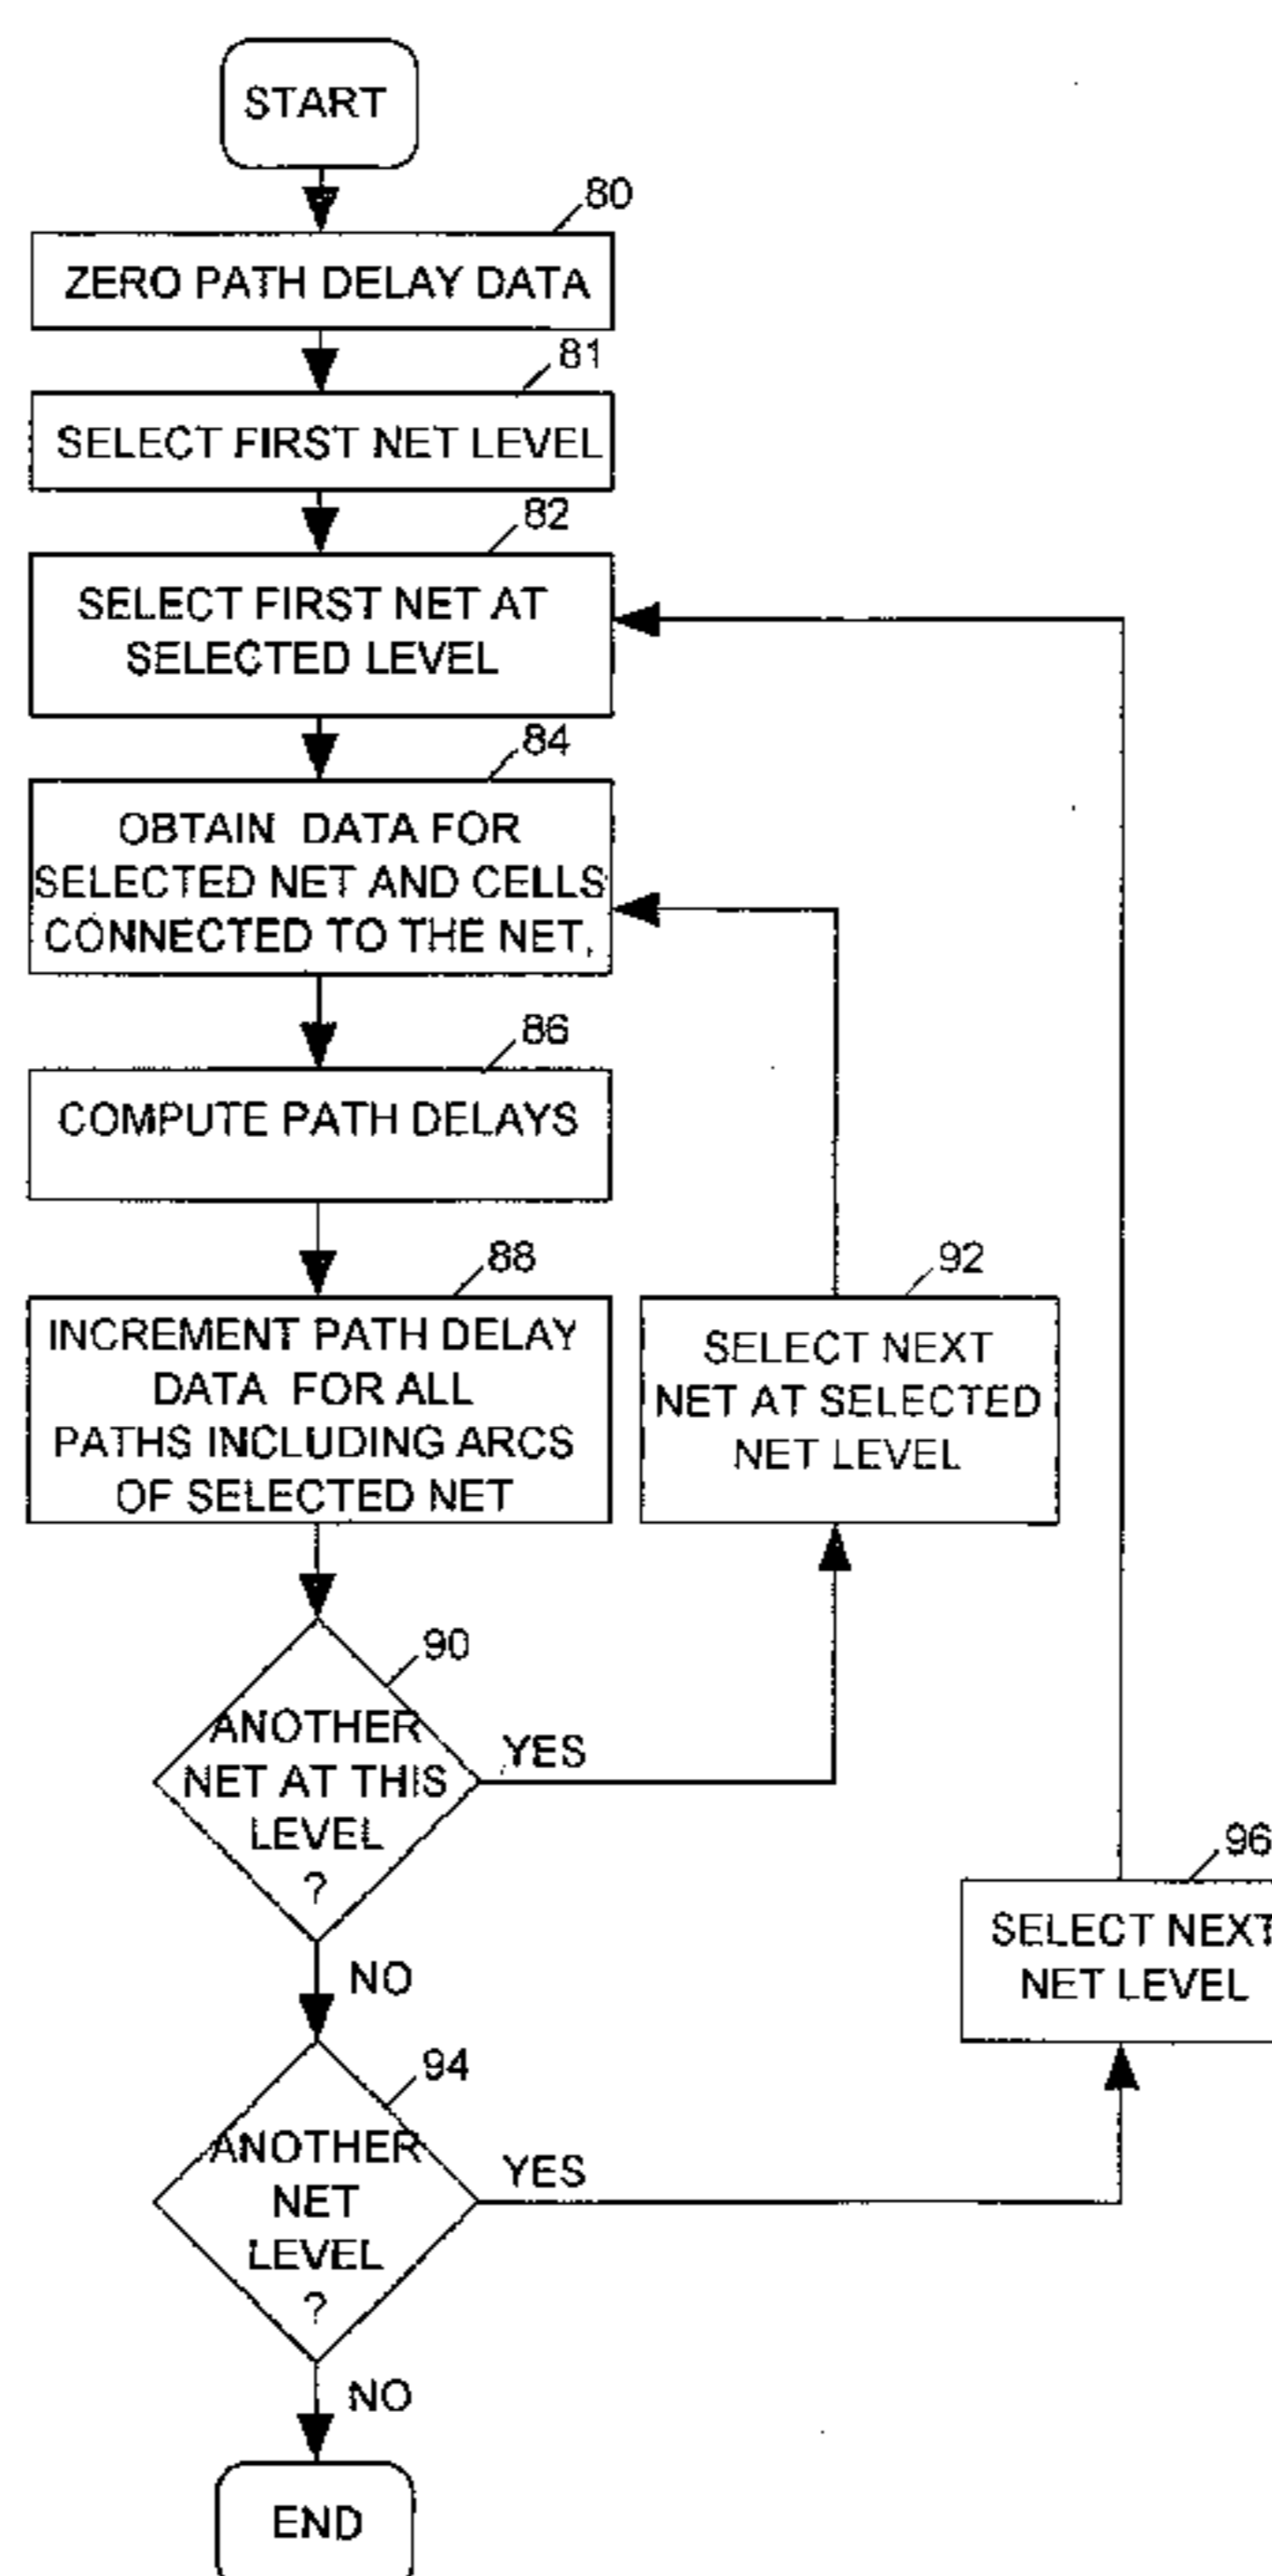 START
80
ZERO PATH DELAY DATA
81
SELECT FIRST NET LEVEL
82
SELECT FIRST NET AT
SELECTED LEVEL
84
OBTAIN DATA FOR
SELECTED NET AND CELLS
CONNECTED TO THE NET.
86
COMPUTE PATH DELAYS
88
INCREMENT PATH DELAY
DATA FOR ALL
PATHS INCLUDING ARCS
OF SELECTED NET
92
SELECT NEXT
NET AT SELECTED
NET LEVEL
90
ANOTHER
NET AT THIS
LEVEL
?
YES
NO
96
SELECT NEXT
NET LEVEL
94
ANOTHER
NET
LEVEL
?
YES
NO
END